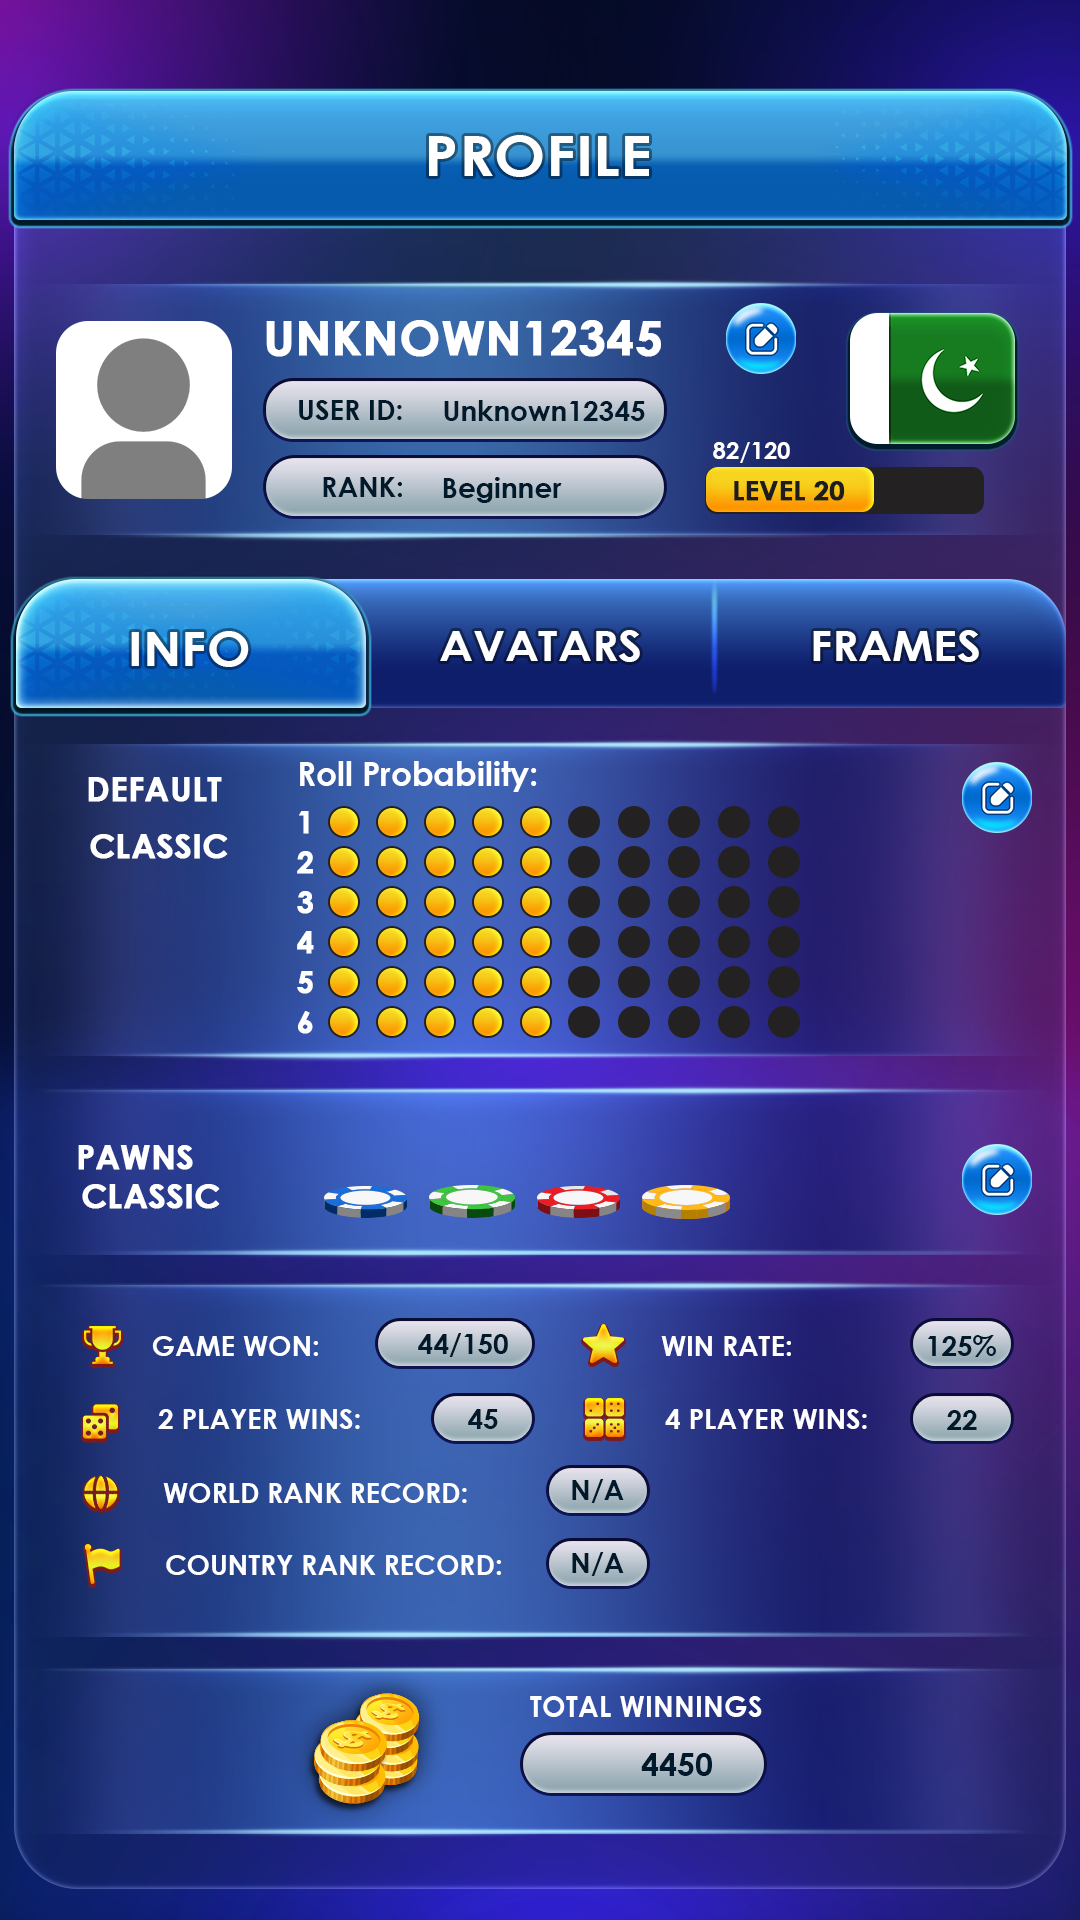 PROFILE
UNKNOWN12345
USER ID: Unknown12345
82/120
RANK: Beginner
LEVEL 20
INFO
AVATARS
FRAMES
DEFAULT
CLASSIC
Roll Probability:
1
2
3
4
5
6
PAWNS
CLASSIC
GAME WON: 44/150
WIN RATE: 125%
2 PLAYER WINS: 45
4 PLAYER WINS: 22
WORLD RANK RECORD: N/A
COUNTRY RANK RECORD: N/A
TOTAL WINNINGS
4450